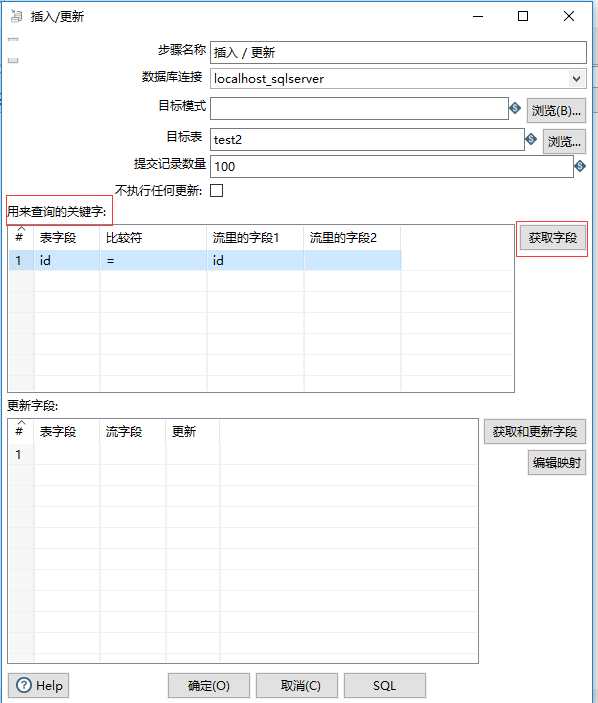 插入/更新
步骤名称 插入 / 更新
数据库连接 localhost_sqlserver
目标模式 浏览(B)...
目标表 test2 浏览...
提交记录数量 100
不执行任何更新:
用来查询的关键字:
# 表字段 比较符 流里的字段1 流里的字段2 获取字段
1 id = id
更新字段:
# 表字段 流字段 更新 获取和更新字段
1
编辑映射
Help 确定(O) 取消(C) SQL